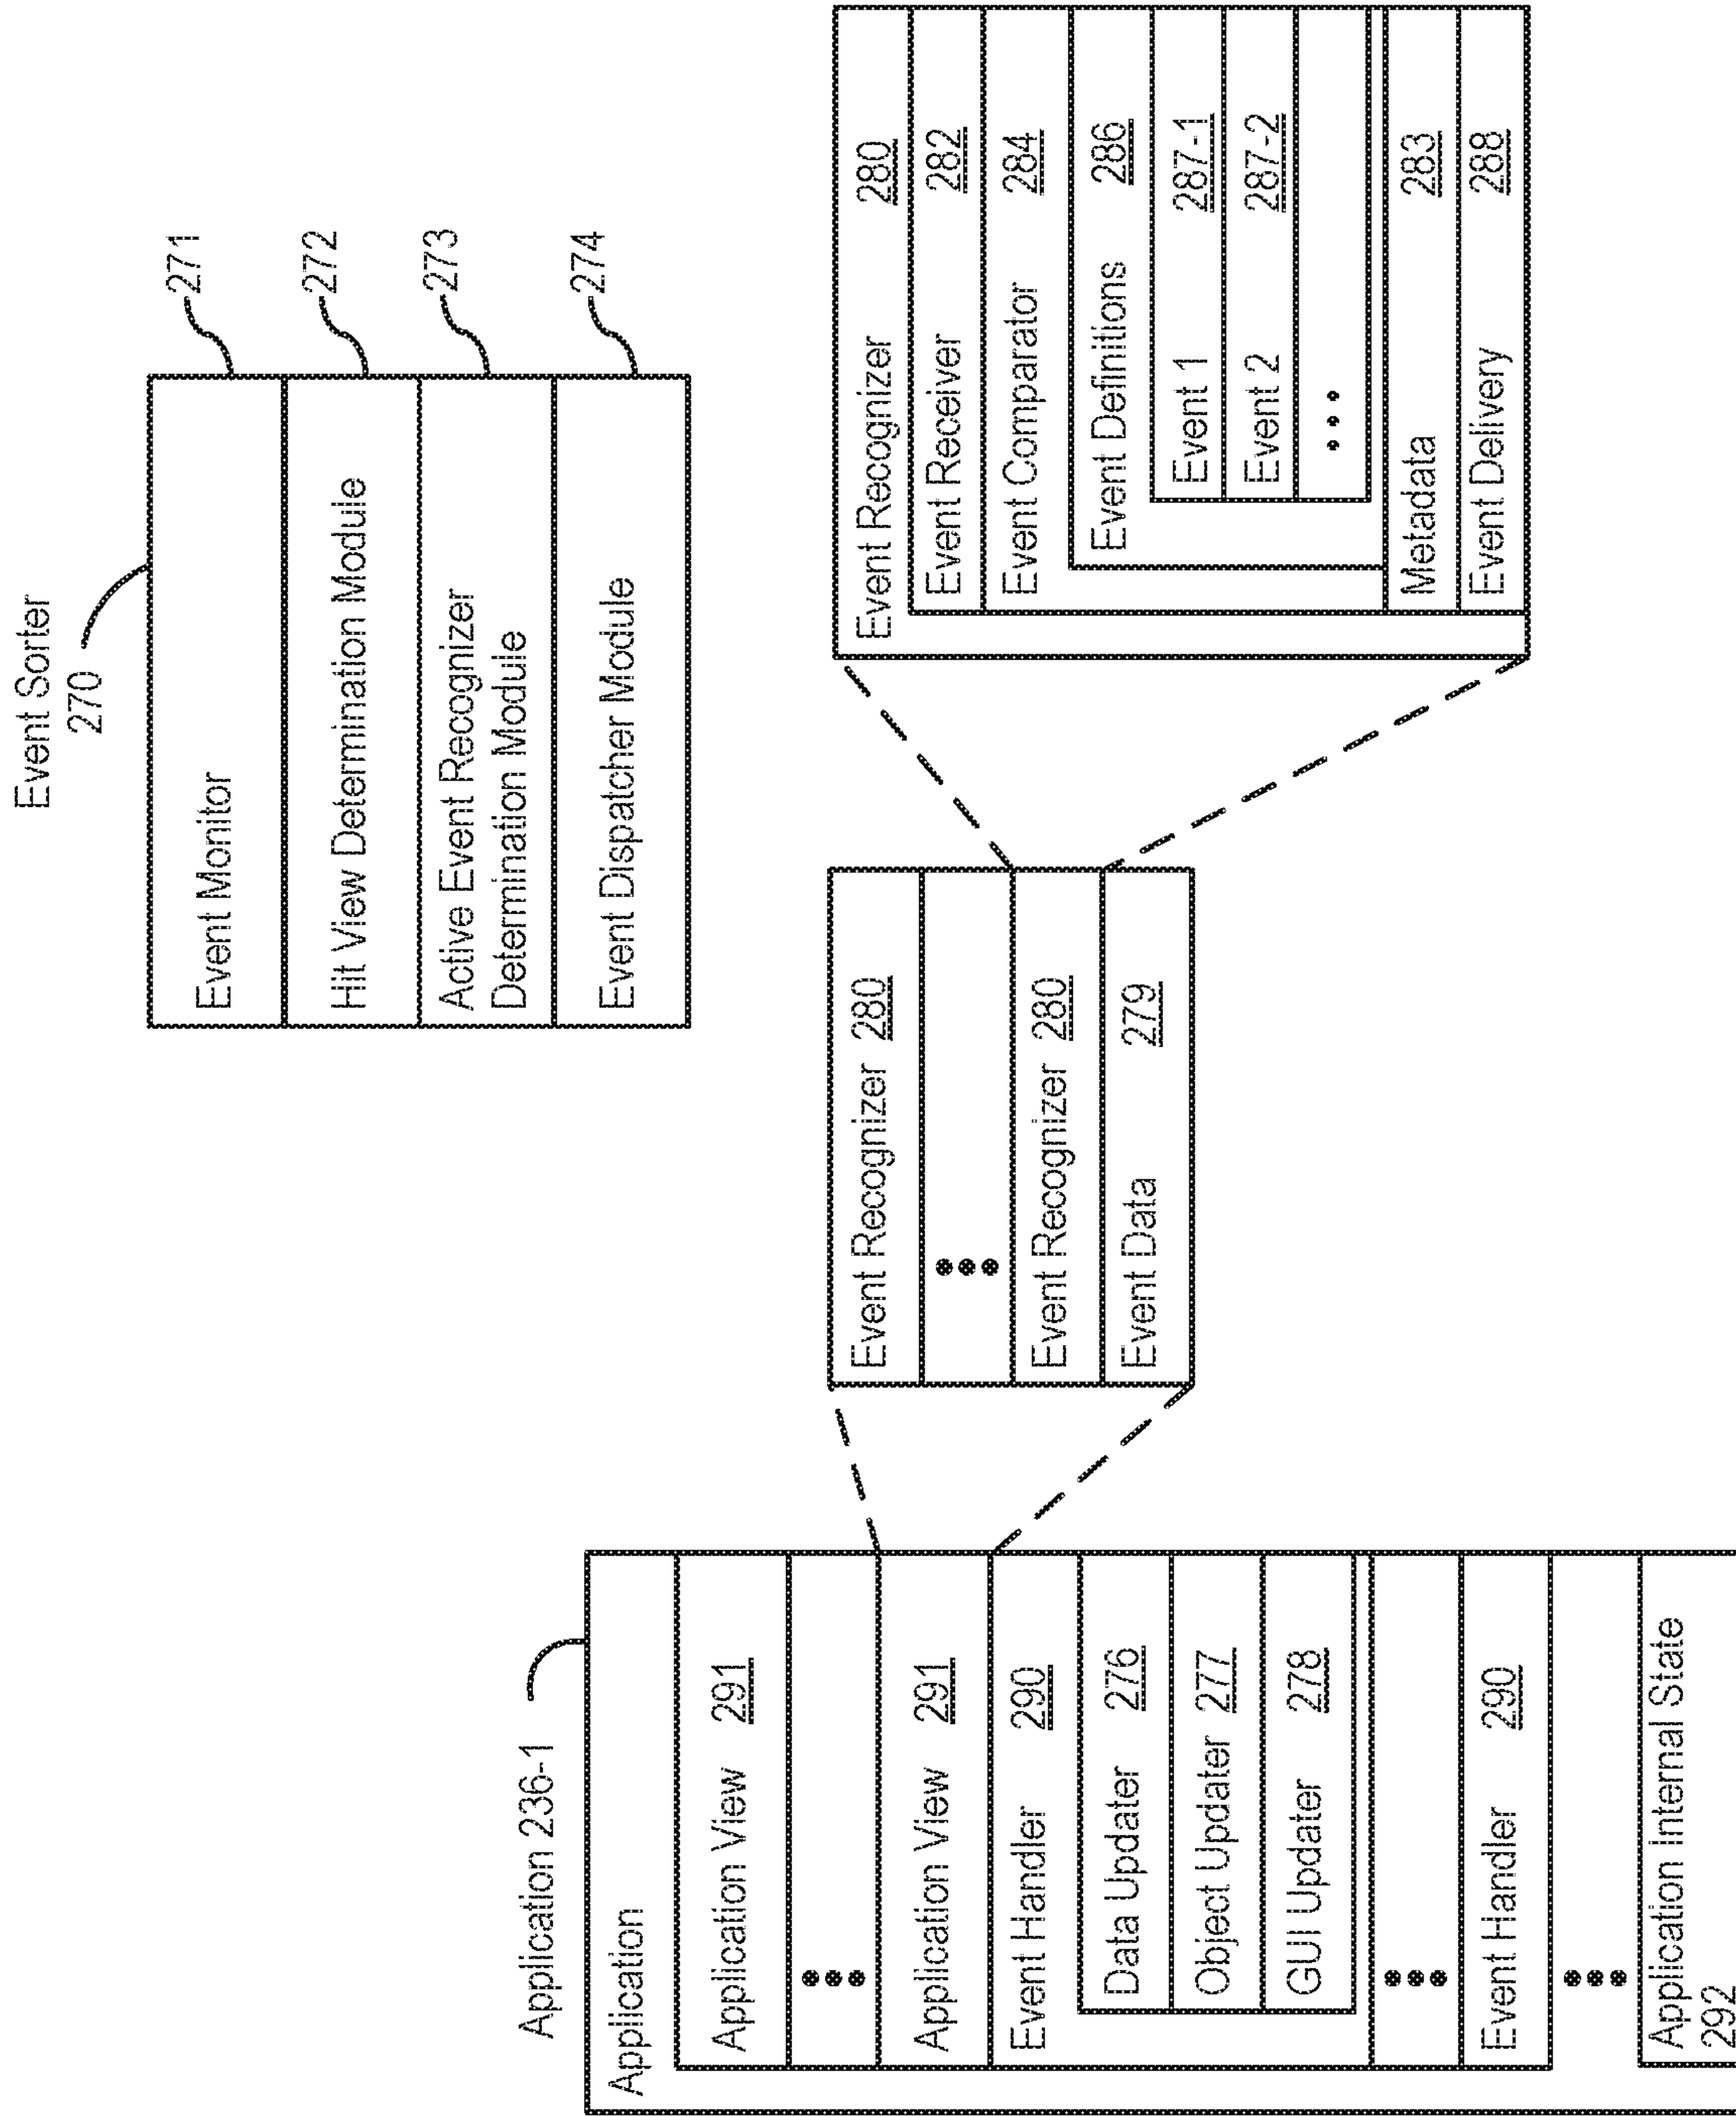 Event Sorter
270
Event Monitor
271
Hit View Determination Module
272
Active Event Recognizer
Determination Module
273
Event Dispatcher Module
274
Application 236-1
Application
Application View 291
Application View 291
Event Handler 290
Data Updater 276
Object Updater 277
GUI Updater 278
Event Handler 290
Application Internal State
292
Event Recognizer 280
Event Recognizer 280
Event Data 279
Event Recognizer 280
Event Receiver 282
Event Comparator 284
Event Definitions 286
Event 1 287-1
Event 2 287-2
Metadata 283
Event Delivery 288